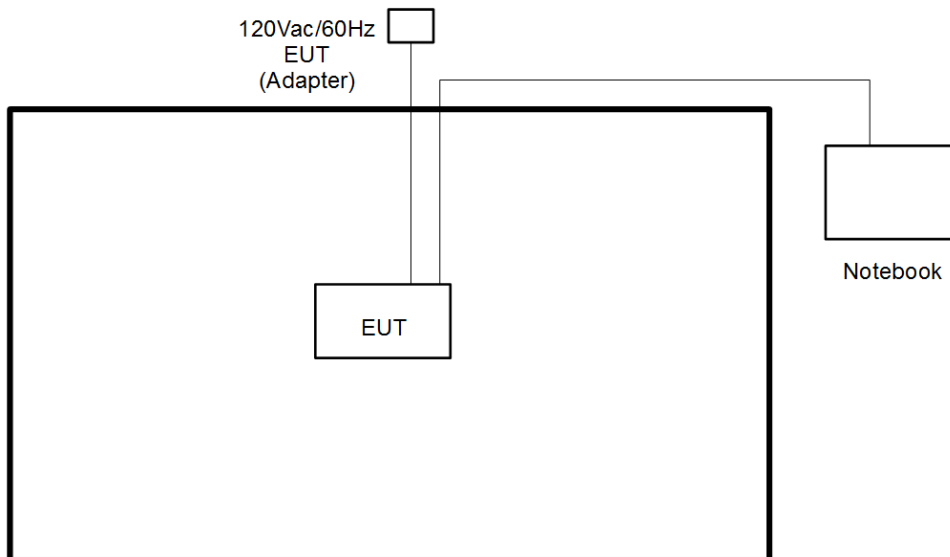 120Vac/60Hz
EUT
(Adapter)
Notebook
EUT